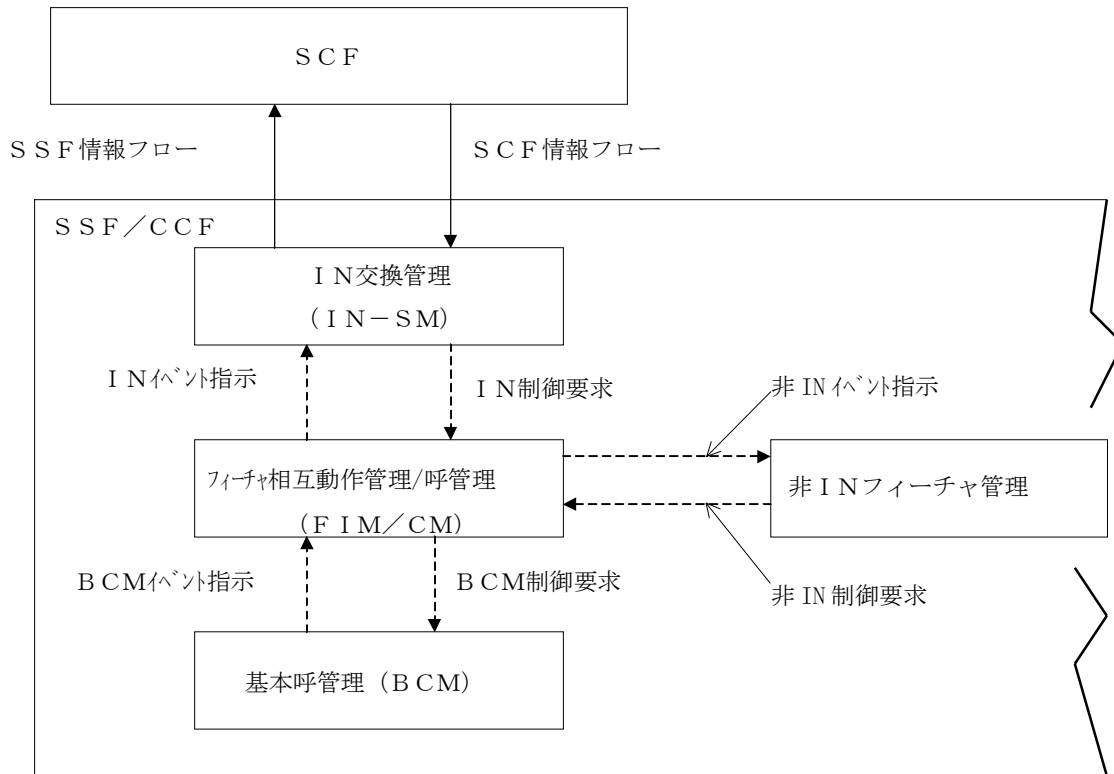 ＳＣＦ
ＳＳＦ情報フロー
ＳＣＦ情報フロー
ＳＳＦ／ＣＣＦ
ＩＮ交換管理
（ＩＮ－ＳＭ）
ＩＮｲﾍﾞﾝﾄ指示
ＩＮ制御要求
非 IN ｲﾍﾞﾝﾄ指示
ﾌｨｰﾁｬ相互動作管理/呼管理
（ＦＩＭ／ＣＭ）
非ＩＮフィーチャ管理
ＢＣＭｲﾍﾞﾝﾄ指示
ＢＣＭ制御要求
非 IN 制御要求
基本呼管理（ＢＣＭ）